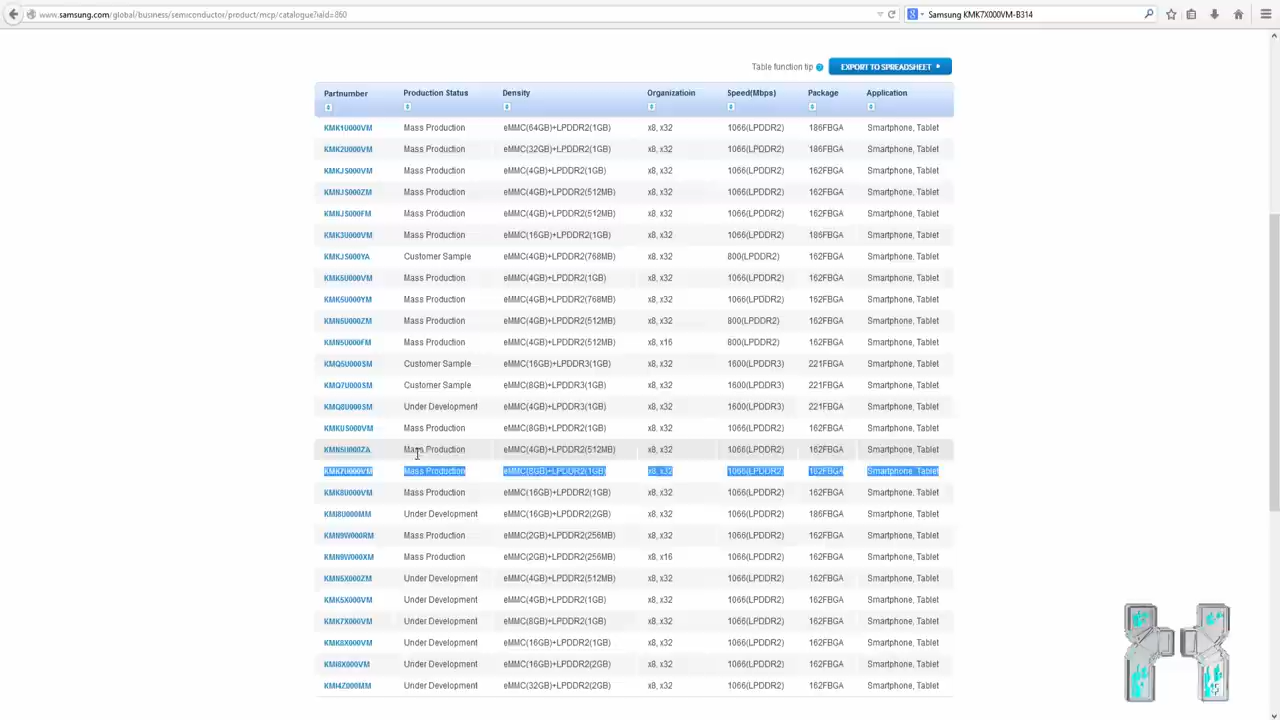 www.samsung.com/global/business/semiconductor/product/mcp/catalogue?iaId=860
Samsung KMK7X000VM-B314
Table function tip
EXPORT TO SPREADSHEET
Partnumber Production Status Density Organizatioin Speed(Mbps) Package Application
KMK1U000VM Mass Production eMMC(64GB)+LPDDR2(1GB) x8, x32 1066(LPDDR2) 186FBGA Smartphone, Tablet
KMK2U000VM Mass Production eMMC(32GB)+LPDDR2(1GB) x8, x32 1066(LPDDR2) 186FBGA Smartphone, Tablet
KMKJS000VM Mass Production eMMC(4GB)+LPDDR2(1GB) x8, x32 1066(LPDDR2) 162FBGA Smartphone, Tablet
KMNJS000ZM Mass Production eMMC(4GB)+LPDDR2(512MB) x8, x32 1066(LPDDR2) 162FBGA Smartphone, Tablet
KMNJS000FM Mass Production eMMC(4GB)+LPDDR2(512MB) x8, x32 1066(LPDDR2) 162FBGA Smartphone, Tablet
KMK3U000VM Mass Production eMMC(16GB)+LPDDR2(1GB) x8, x32 1066(LPDDR2) 186FBGA Smartphone, Tablet
KMKJS000YA Customer Sample eMMC(4GB)+LPDDR2(768MB) x8, x32 800(LPDDR2) 162FBGA Smartphone, Tablet
KMK5U000VM Mass Production eMMC(4GB)+LPDDR2(1GB) x8, x32 1066(LPDDR2) 162FBGA Smartphone, Tablet
KMK5U000YM Mass Production eMMC(4GB)+LPDDR2(768MB) x8, x32 1066(LPDDR2) 162FBGA Smartphone, Tablet
KMN5U000ZM Mass Production eMMC(4GB)+LPDDR2(512MB) x8, x32 800(LPDDR2) 162FBGA Smartphone, Tablet
KMN5U000FM Mass Production eMMC(4GB)+LPDDR2(512MB) x8, x16 800(LPDDR2) 162FBGA Smartphone, Tablet
KMQ5U000SM Customer Sample eMMC(16GB)+LPDDR3(1GB) x8, x32 1600(LPDDR3) 221FBGA Smartphone, Tablet
KMQ7U000SM Customer Sample eMMC(8GB)+LPDDR3(1GB) x8, x32 1600(LPDDR3) 221FBGA Smartphone, Tablet
KMQ8U000SM Under Development eMMC(4GB)+LPDDR3(1GB) x8, x32 1600(LPDDR3) 221FBGA Smartphone, Tablet
KMKUS000VM Mass Production eMMC(8GB)+LPDDR2(1GB) x8, x32 1066(LPDDR2) 162FBGA Smartphone, Tablet
KMN5U000ZA Mass Production eMMC(4GB)+LPDDR2(512MB) x8, x32 1066(LPDDR2) 162FBGA Smartphone, Tablet
KMK7U000VM Mass Production eMMC(8GB)+LPDDR2(1GB) x8, x32 1066(LPDDR2) 162FBGA Smartphone, Tablet
KMK8U000VM Mass Production eMMC(16GB)+LPDDR2(1GB) x8, x32 1066(LPDDR2) 162FBGA Smartphone, Tablet
KMI8U000MM Under Development eMMC(16GB)+LPDDR2(2GB) x8, x32 1066(LPDDR2) 186FBGA Smartphone, Tablet
KMN9W000RM Mass Production eMMC(2GB)+LPDDR2(256MB) x8, x32 1066(LPDDR2) 162FBGA Smartphone, Tablet
KMN9W000XM Mass Production eMMC(2GB)+LPDDR2(256MB) x8, x16 1066(LPDDR2) 162FBGA Smartphone, Tablet
KMN5X000ZM Under Development eMMC(4GB)+LPDDR2(512MB) x8, x32 1066(LPDDR2) 162FBGA Smartphone, Tablet
KMK5X000VM Under Development eMMC(4GB)+LPDDR2(1GB) x8, x32 1066(LPDDR2) 162FBGA Smartphone, Tablet
KMK7X000VM Under Development eMMC(8GB)+LPDDR2(1GB) x8, x32 1066(LPDDR2) 162FBGA Smartphone, Tablet
KMK8X000VM Under Development eMMC(16GB)+LPDDR2(1GB) x8, x32 1066(LPDDR2) 162FBGA Smartphone, Tablet
KMI8X000VM Under Development eMMC(16GB)+LPDDR2(2GB) x8, x32 1066(LPDDR2) 162FBGA Smartphone, Tablet
KMI4Z000MM Under Development eMMC(32GB)+LPDDR2(2GB) x8, x32 1066(LPDDR2) 162FBGA Smartphone, Tablet